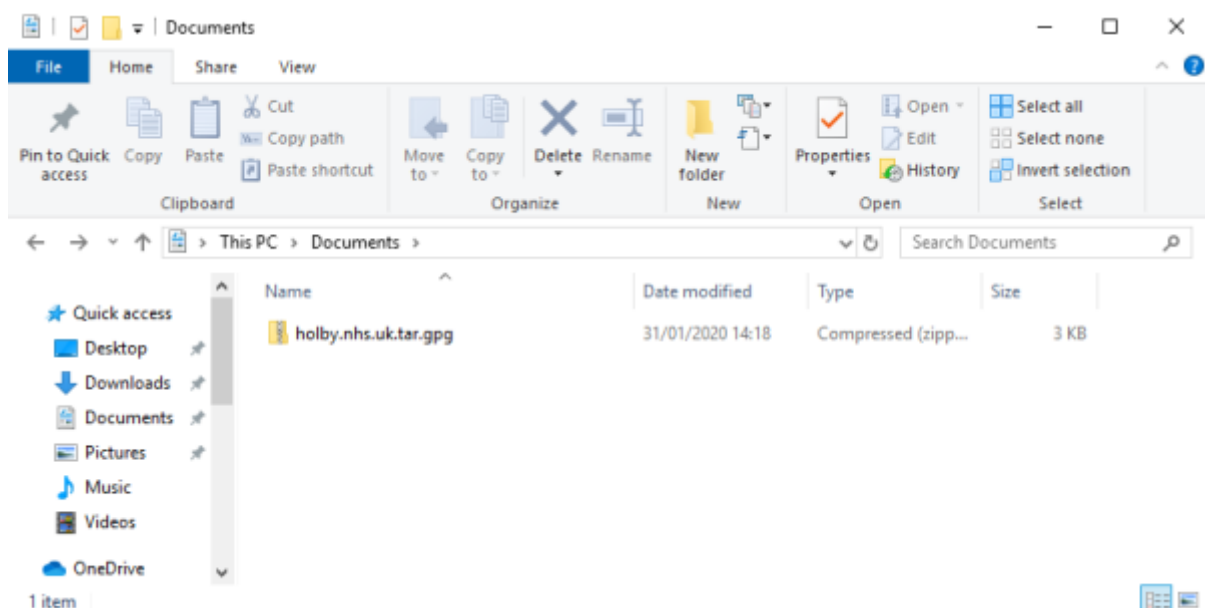 Documents
File Home Share View
Pin to Quick access
Copy
Paste
Cut
Copy path
Paste shortcut
Clipboard
Move to
Copy to
Delete
Rename
Organize
New folder
New
Properties
Open
Edit
History
Open
Select all
Select none
Invert selection
Select
This PC > Documents >
Search Documents
Name Date modified Type Size
holby.nhs.uk.tar.gpg 31/01/2020 14:18 Compressed (zipp... 3 KB
Quick access
Desktop
Downloads
Documents
Pictures
Music
Videos
OneDrive
1 item